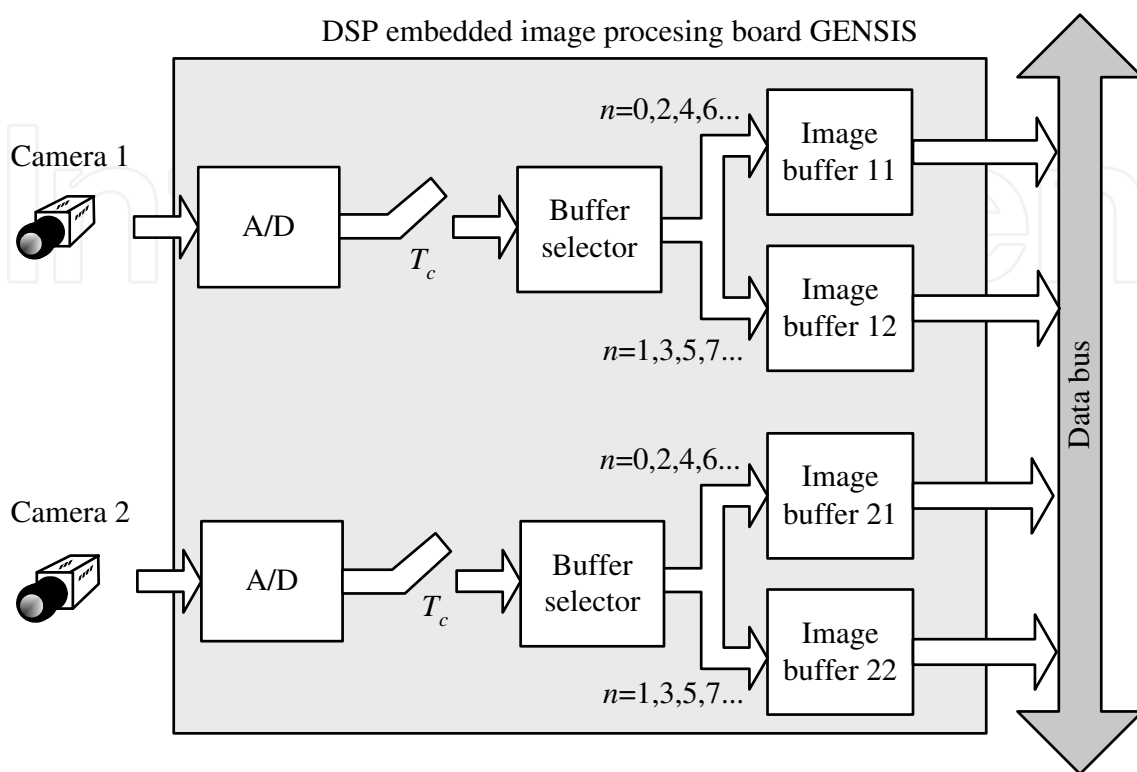 DSP embedded image procesing board GENSIS
n=0,2,4,6...
Camera 1
Image
buffer 11
A/D
T_c
Buffer
selector
Image
buffer 12
n=1,3,5,7...
Data bus
n=0,2,4,6...
Camera 2
Image
buffer 21
A/D
T_c
Buffer
selector
Image
buffer 22
n=1,3,5,7...